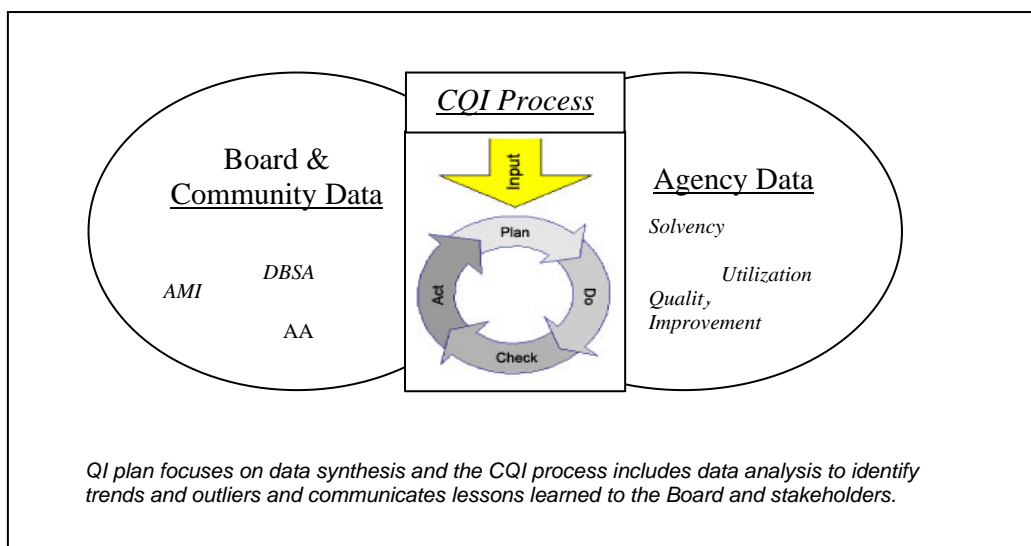 CQI Process
Board &
Community Data
AMI
DBSA
AA
Input
Plan
Do
Check
Act
Agency Data
Solvency
Utilization
Quality
Improvement
QI plan focuses on data synthesis and the CQI process includes data analysis to identify
trends and outliers and communicates lessons learned to the Board and stakeholders.